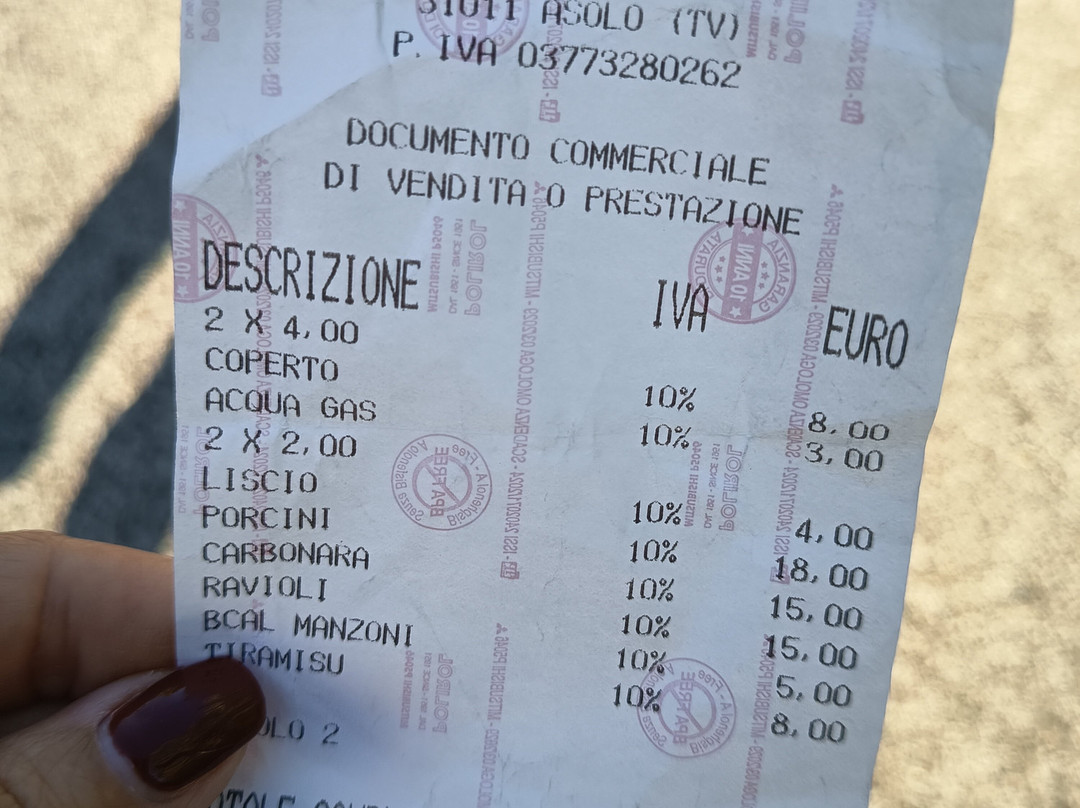 31011 ASOLO (TV)
P. IVA 03773280262
DOCUMENTO COMMERCIALE
DI VENDITA O PRESTAZIONE
DESCRIZIONE IVA EURO
2 X 4,00
COPERTO 10% 8,00
ACQUA GAS 10% 3,00
2 X 2,00
LISCIO 10% 4,00
PORCINI 10% 18,00
CARBONARA 10% 15,00
RAVIOLI 10% 15,00
BCAL MANZONI 10% 5,00
TIRAMISU 10% 8,00
OLO 2